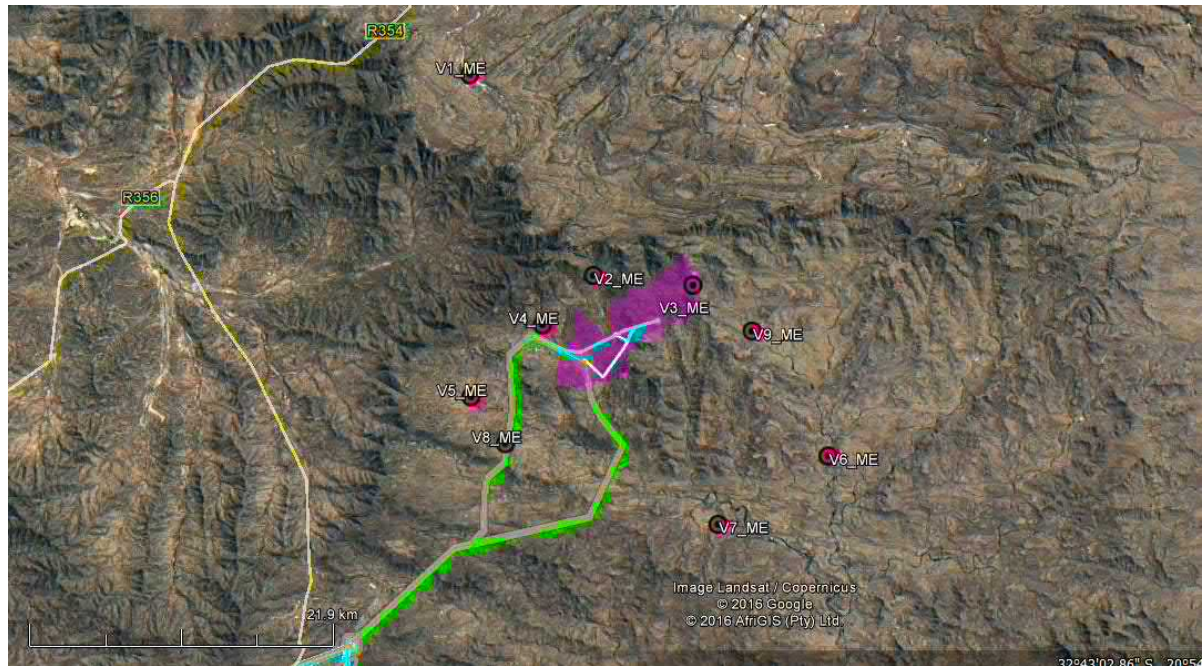 R354
V1_ME
R356
V2_ME
V3_ME
V4_ME
V9_ME
V5_ME
V8_ME
V6_ME
V7_ME
Image Landsat / Copernicus
© 2016 Google
© 2016 AfriGIS (Pty) Ltd.
21.9 km
32°43'02.86" S